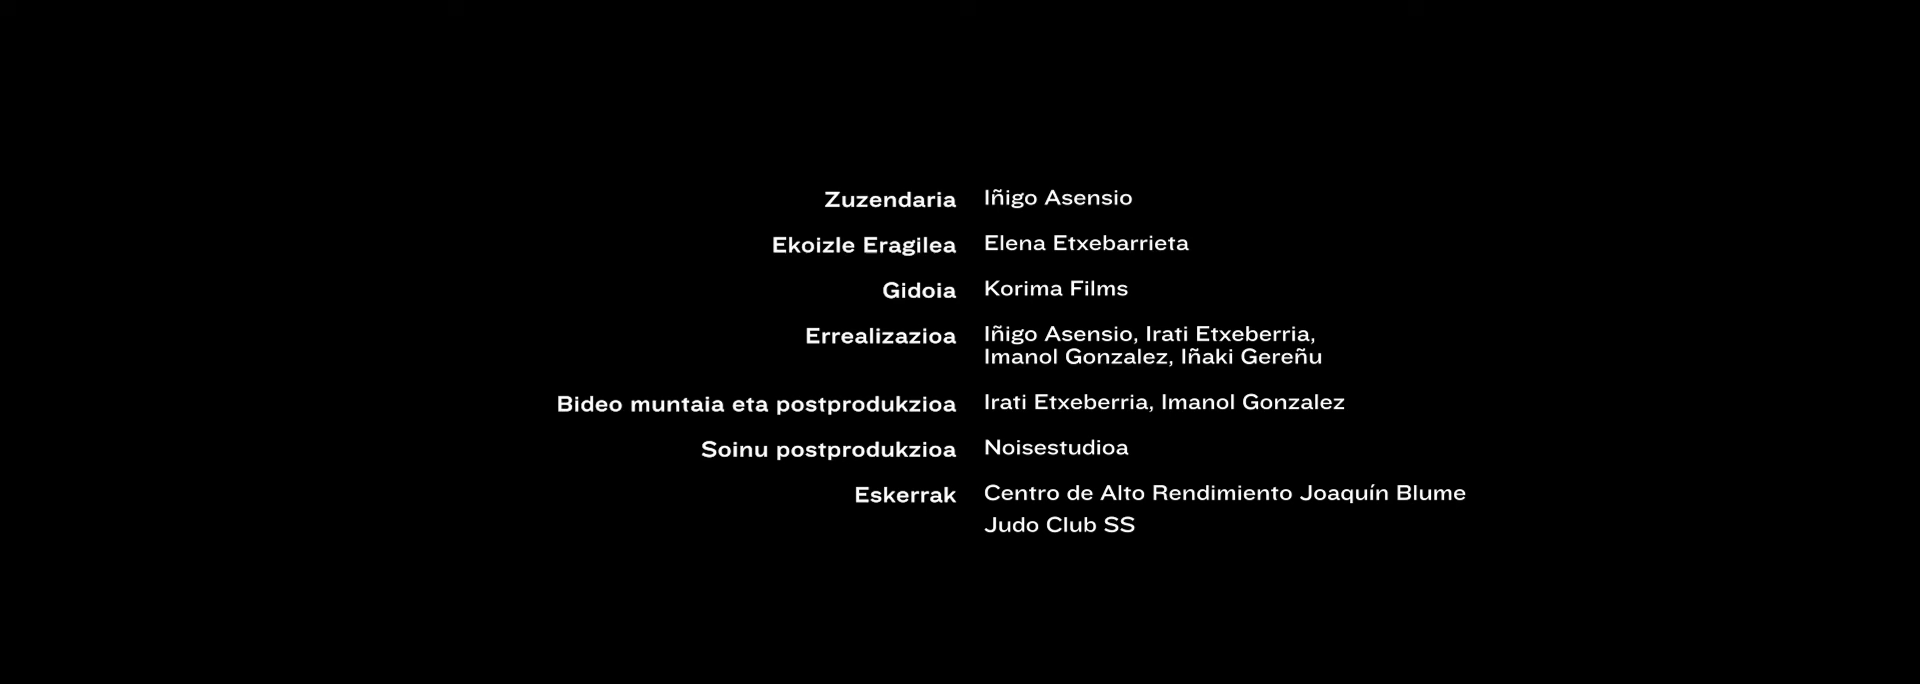 Zuzendaria Iñigo Asensio
Ekoizle Eragilea Elena Etxebarrieta
Gidoia Korima Films
Errealizazioa Iñigo Asensio, Irati Etxeberria,
Imanol Gonzalez, Iñaki Gereñu
Bideo muntaia eta postprodukzioa Irati Etxeberria, Imanol Gonzalez
Soinu postprodukzioa Noisestudioa
Eskerrak Centro de Alto Rendimiento Joaquín Blume
Judo Club SS